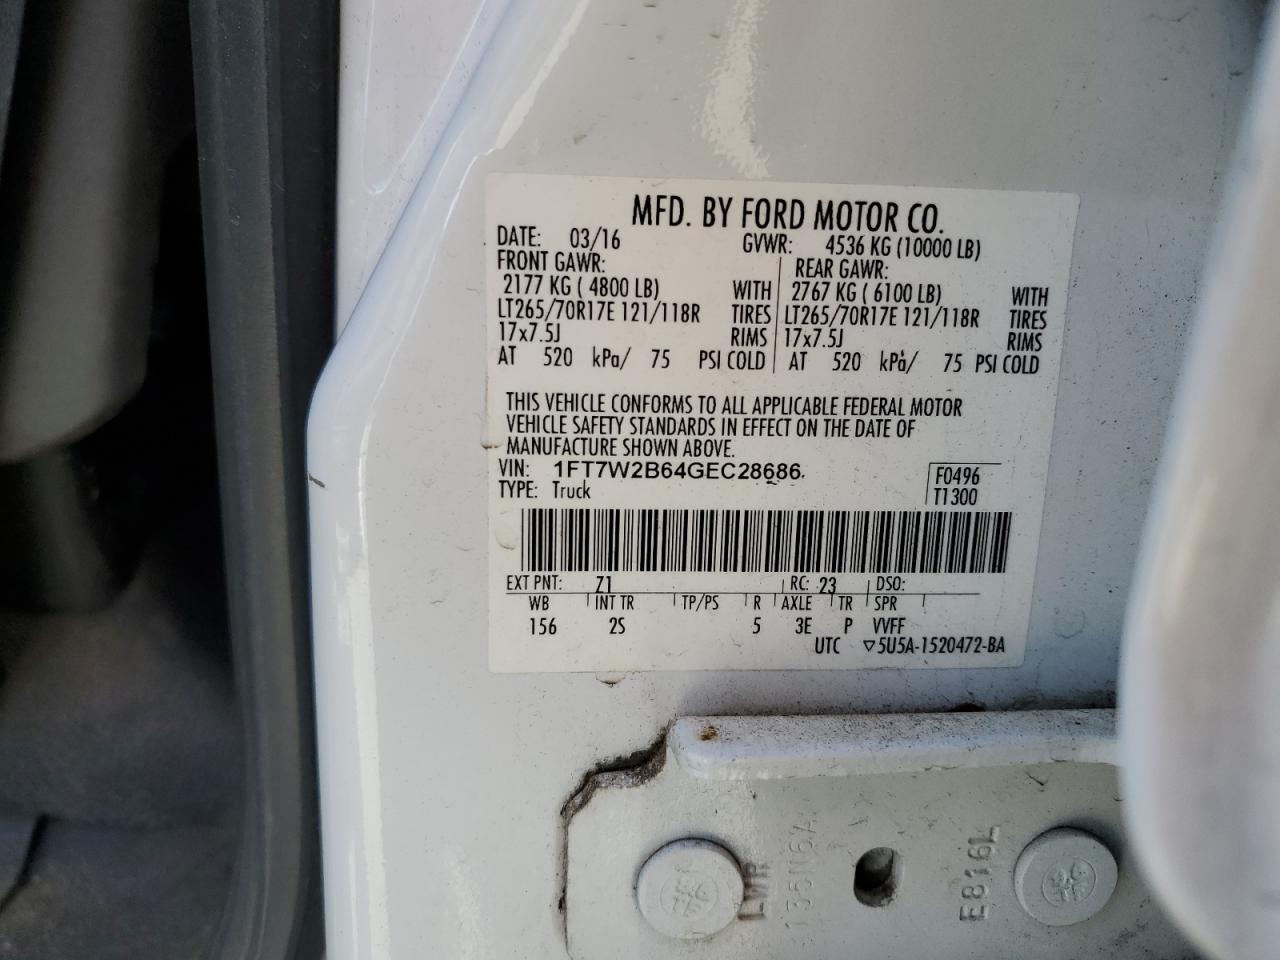 MFD. BY FORD MOTOR CO.
DATE: 03/16 GVWR: 4536 KG (10000 LB)
FRONT GAWR: REAR GAWR:
2177 KG ( 4800 LB) WITH 2767 KG ( 6100 LB) WITH
LT265/70R17E 121/118R TIRES LT265/70R17E 121/118R TIRES
17x7.5J RIMS 17x7.5J RIMS
AT 520 kPa/ 75 PSI COLD AT 520 kPa/ 75 PSI COLD
THIS VEHICLE CONFORMS TO ALL APPLICABLE FEDERAL MOTOR
VEHICLE SAFETY STANDARDS IN EFFECT ON THE DATE OF
MANUFACTURE SHOWN ABOVE.
VIN: 1FT7W2B64GEC28686 F0496
TYPE: Truck T1300
EXT PNT: Z1 RC: 23 DSO:
WB INT TR TP/PS R AXLE TR SPR
156 2S 5 3E P VVFF
UTC ▽5U5A-1520472-BA
LMR
E816L